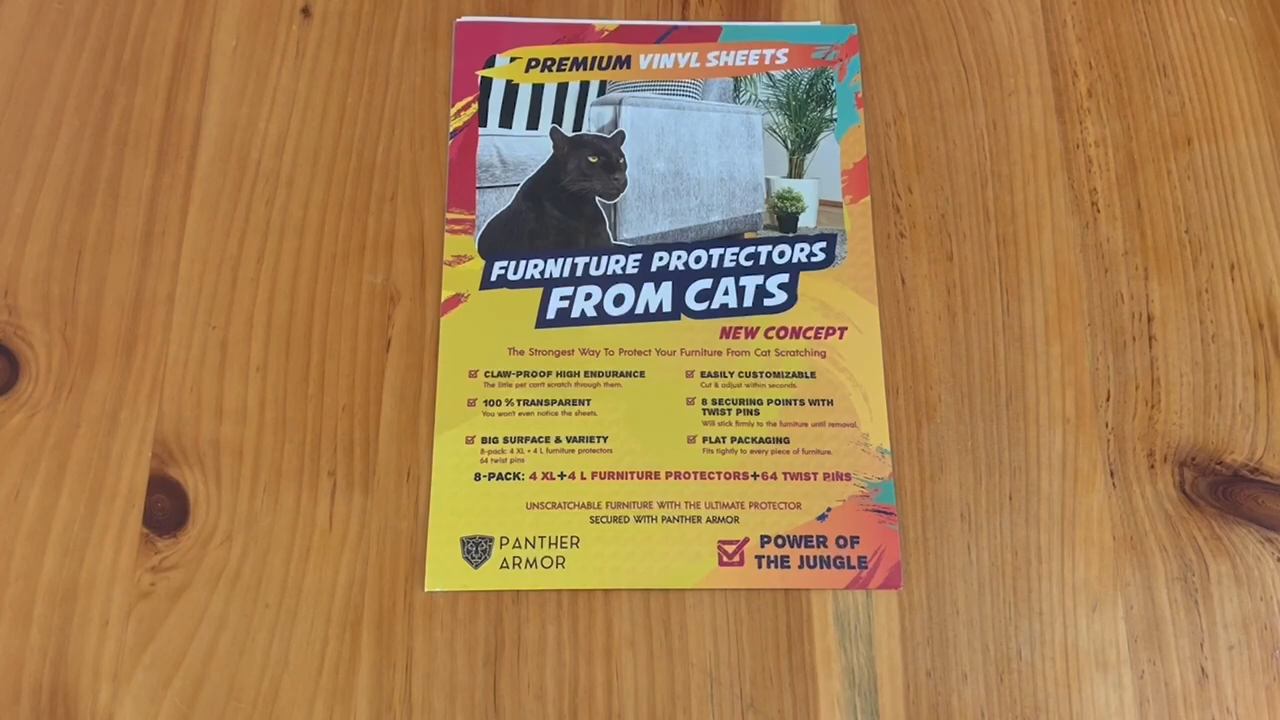 PREMIUM VINYL SHEETS
FURNITURE PROTECTORS
FROM CATS
NEW CONCEPT
The Strongest Way To Protect Your Furniture From Cat Scratching
CLAW-PROOF HIGH ENDURANCE
The little pet can't scratch through them.
100 % TRANSPARENT
You won't even notice the sheets.
BIG SURFACE & VARIETY
8-pack: 4 XL + 4 L furniture protectors
64 twist pins
EASILY CUSTOMIZABLE
Cut & adjust within seconds.
8 SECURING POINTS WITH
TWIST PINS
Will stick firmly to the furniture until removal.
FLAT PACKAGING
Fits tightly to every piece of furniture.
8-PACK: 4 XL+4 L FURNITURE PROTECTORS+64 TWIST PINS
UNSCRATCHABLE FURNITURE WITH THE ULTIMATE PROTECTOR
SECURED WITH PANTHER ARMOR
PANTHER
ARMOR
POWER OF
THE JUNGLE